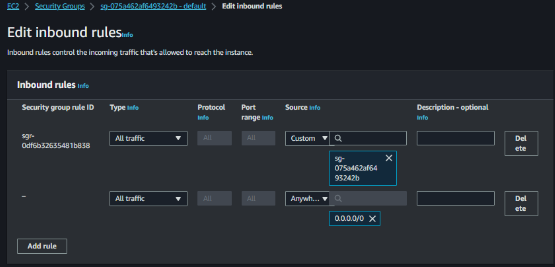 EC2 > Security Groups > sg-075a462af6493242b - default > Edit inbound rules
Edit inbound rules Info
Inbound rules control the incoming traffic that's allowed to reach the instance.
Inbound rules Info
Security group rule ID Type Info Protocol Info Port range Info Source Info Description - optional Info
sgr-0df6b32635481b838 All traffic All All Custom Delete
sg-075a462af6493242b
– All traffic All All Anywh... Delete
0.0.0.0/0
Add rule